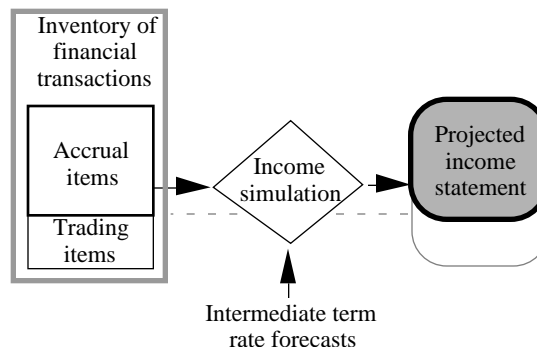 Inventory of
financial
transactions
Accrual
items
Trading
items
Income
simulation
Projected
income
statement
Intermediate term
rate forecasts